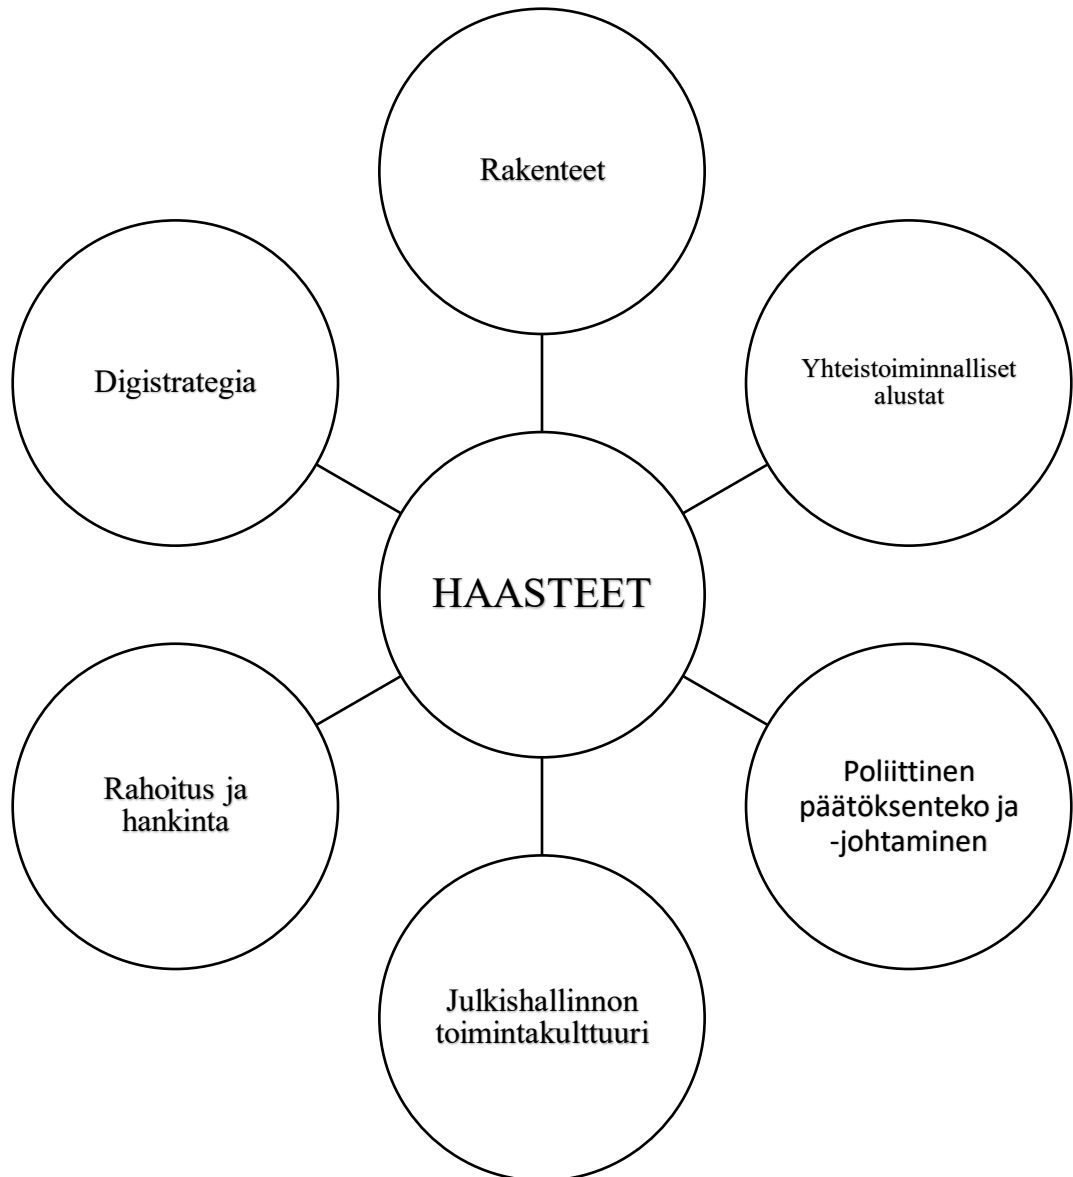 Rakenteet
Digistrategia
Yhteistoiminnalliset
alustat
HAASTEET
Rahoitus ja
hankinta
Poliittinen
päätöksenteko ja
-johtaminen
Julkishallinnon
toimintakulttuuri